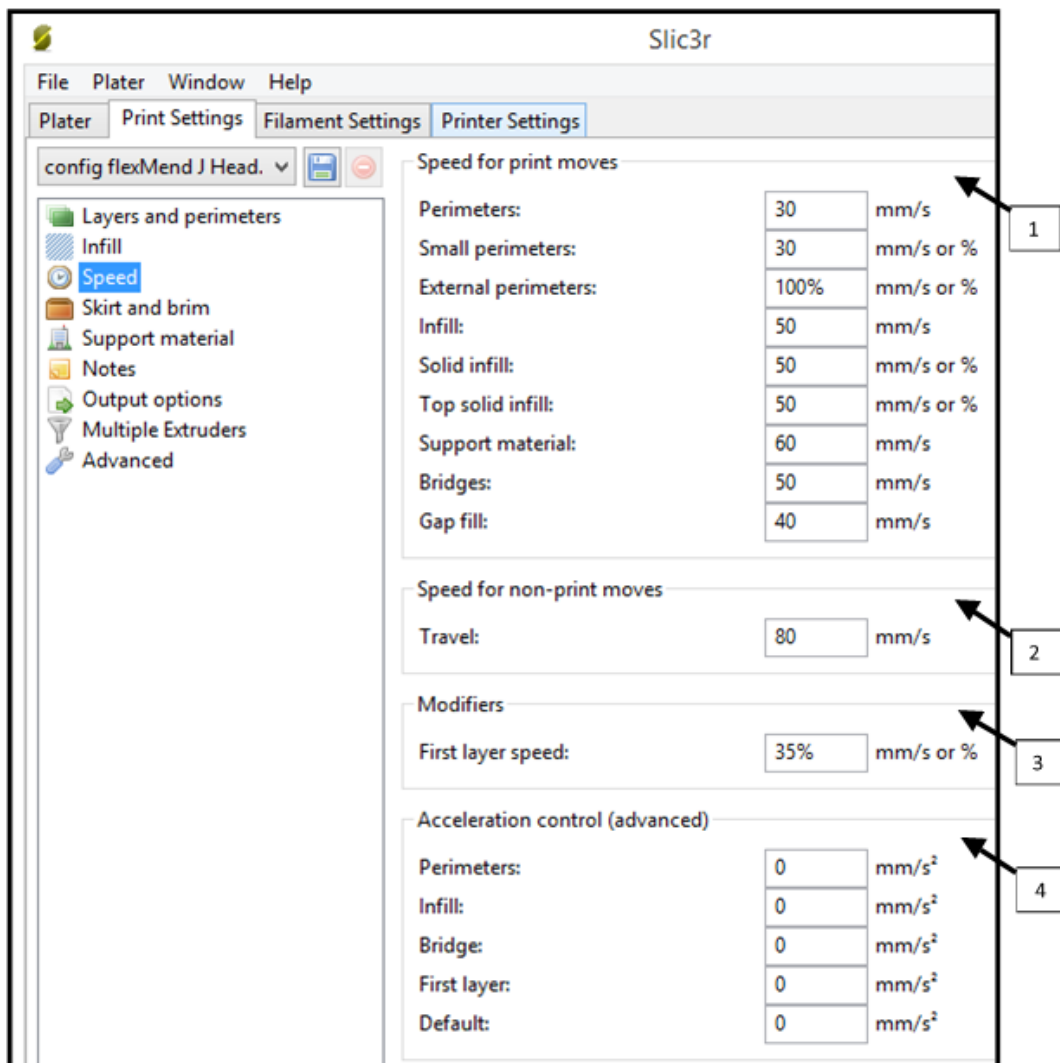 Slic3r
File Plater Window Help
Plater Print Settings Filament Settings Printer Settings
config flexMend J Head.
Layers and perimeters
Infill
Speed
Skirt and brim
Support material
Notes
Output options
Multiple Extruders
Advanced
Speed for print moves
Perimeters: 30 mm/s
Small perimeters: 30 mm/s or %
External perimeters: 100% mm/s or %
Infill: 50 mm/s
Solid infill: 50 mm/s or %
Top solid infill: 50 mm/s or %
Support material: 60 mm/s
Bridges: 50 mm/s
Gap fill: 40 mm/s
1
Speed for non-print moves
Travel: 80 mm/s
2
Modifiers
First layer speed: 35% mm/s or %
3
Acceleration control (advanced)
Perimeters: 0 mm/s²
Infill: 0 mm/s²
Bridge: 0 mm/s²
First layer: 0 mm/s²
Default: 0 mm/s²
4